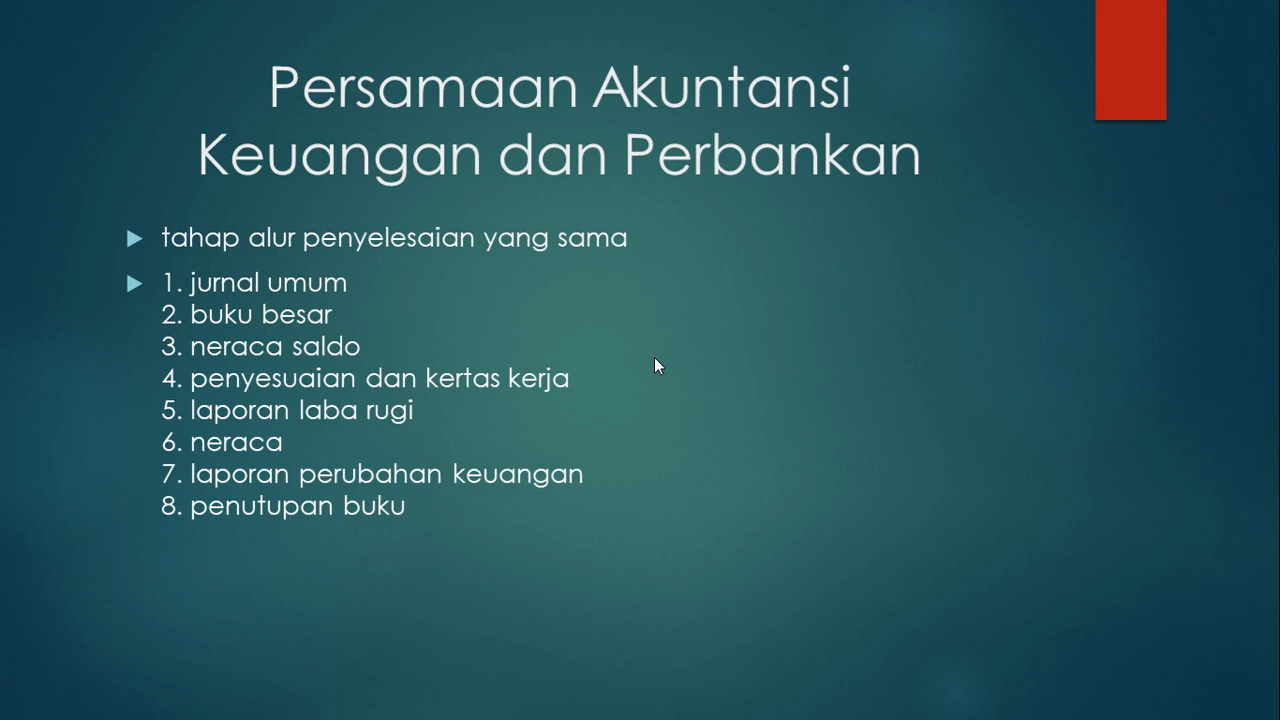 Persamaan Akuntansi
Keuangan dan Perbankan
tahap alur penyelesaian yang sama
1. jurnal umum
2. buku besar
3. neraca saldo
4. penyesuaian dan kertas kerja
5. laporan laba rugi
6. neraca
7. laporan perubahan keuangan
8. penutupan buku